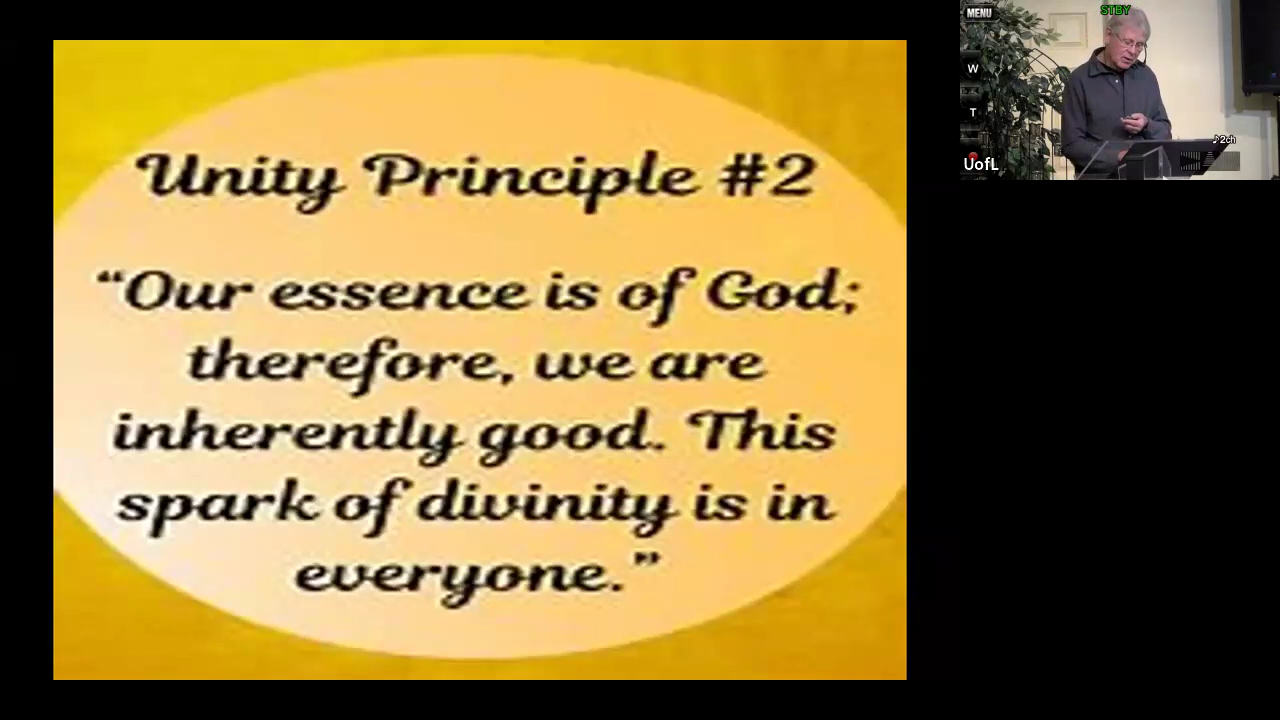 Unity Principle #2
“Our essence is of God;
therefore, we are
inherently good. This
spark of divinity is in
everyone.”
MENU
STBY
W
T
♪2ch
UofL